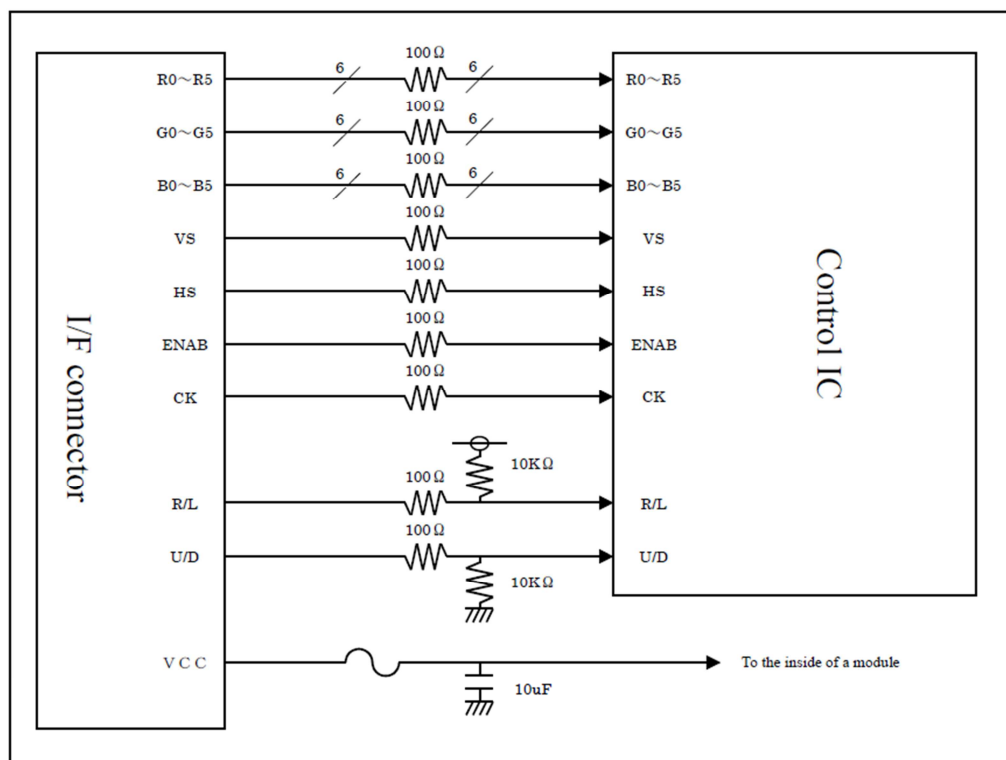 100Ω
R0～R5 6 6 R0～R5
100Ω
G0～G5 6 6 G0～G5
100Ω
B0～B5 6 6 B0～B5
100Ω
VS VS
100Ω
HS HS
100Ω
ENAB ENAB
100Ω
CK CK
10KΩ
100Ω
R/L R/L
100Ω
U/D U/D
10KΩ
VCC To the inside of a module
10uF
I/F connector
Control IC